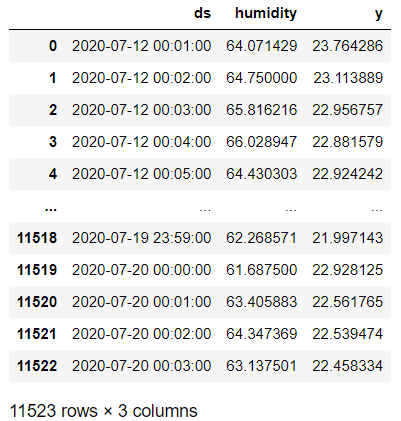 ds humidity y
0 2020-07-12 00:01:00 64.071429 23.764286
1 2020-07-12 00:02:00 64.750000 23.113889
2 2020-07-12 00:03:00 65.816216 22.956757
3 2020-07-12 00:04:00 66.028947 22.881579
4 2020-07-12 00:05:00 64.430303 22.924242
... ... ... ...
11518 2020-07-19 23:59:00 62.268571 21.997143
11519 2020-07-20 00:00:00 61.687500 22.928125
11520 2020-07-20 00:01:00 63.405883 22.561765
11521 2020-07-20 00:02:00 64.347369 22.539474
11522 2020-07-20 00:03:00 63.137501 22.458334
11523 rows × 3 columns